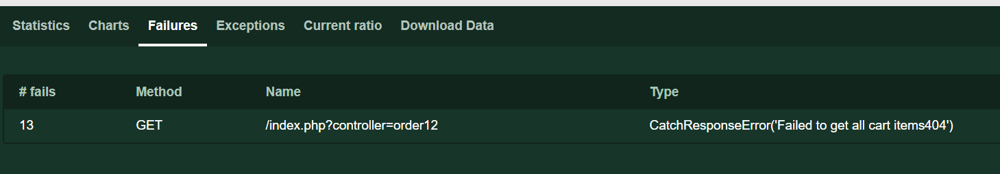 Statistics Charts Failures Exceptions Current ratio Download Data
# fails Method Name Type
13 GET /index.php?controller=order12 CatchResponseError('Failed to get all cart items404')